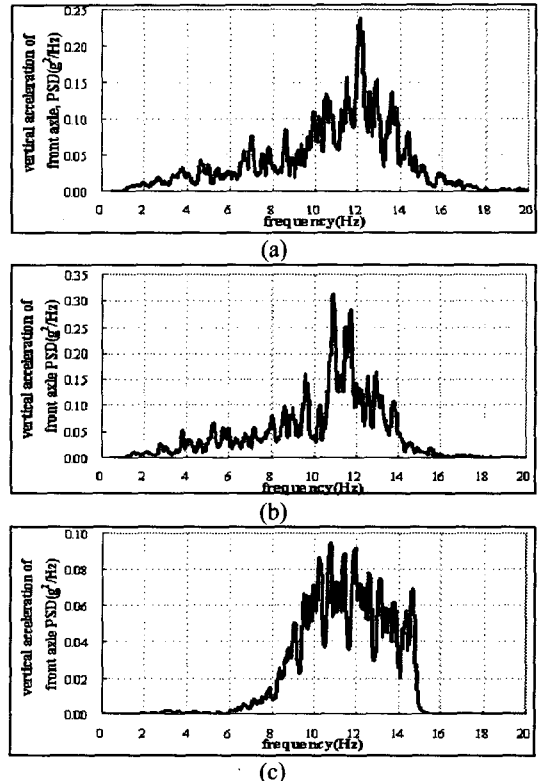 vertical acceleration of
front axle, PSD(g²/Hz)
0.25
0.20
0.15
0.10
0.05
0.00
0 2 4 6 8 10 12 14 16 18 20
frequency(Hz)
(a)
vertical acceleration of
front axle PSD(g²/Hz)
0.35
0.30
0.25
0.20
0.15
0.10
0.05
0.00
0 2 4 6 8 10 12 14 16 18 20
frequency(Hz)
(b)
vertical acceleration of
front axle PSD(g²/Hz)
0.10
0.08
0.06
0.04
0.02
0.00
0 2 4 6 8 10 12 14 16 18 20
frequency(Hz)
(c)